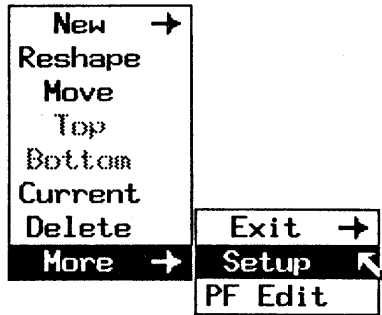 New →
Reshape
Move
Top
Bottom
Current
Delete
More →
Exit →
Setup
PF Edit